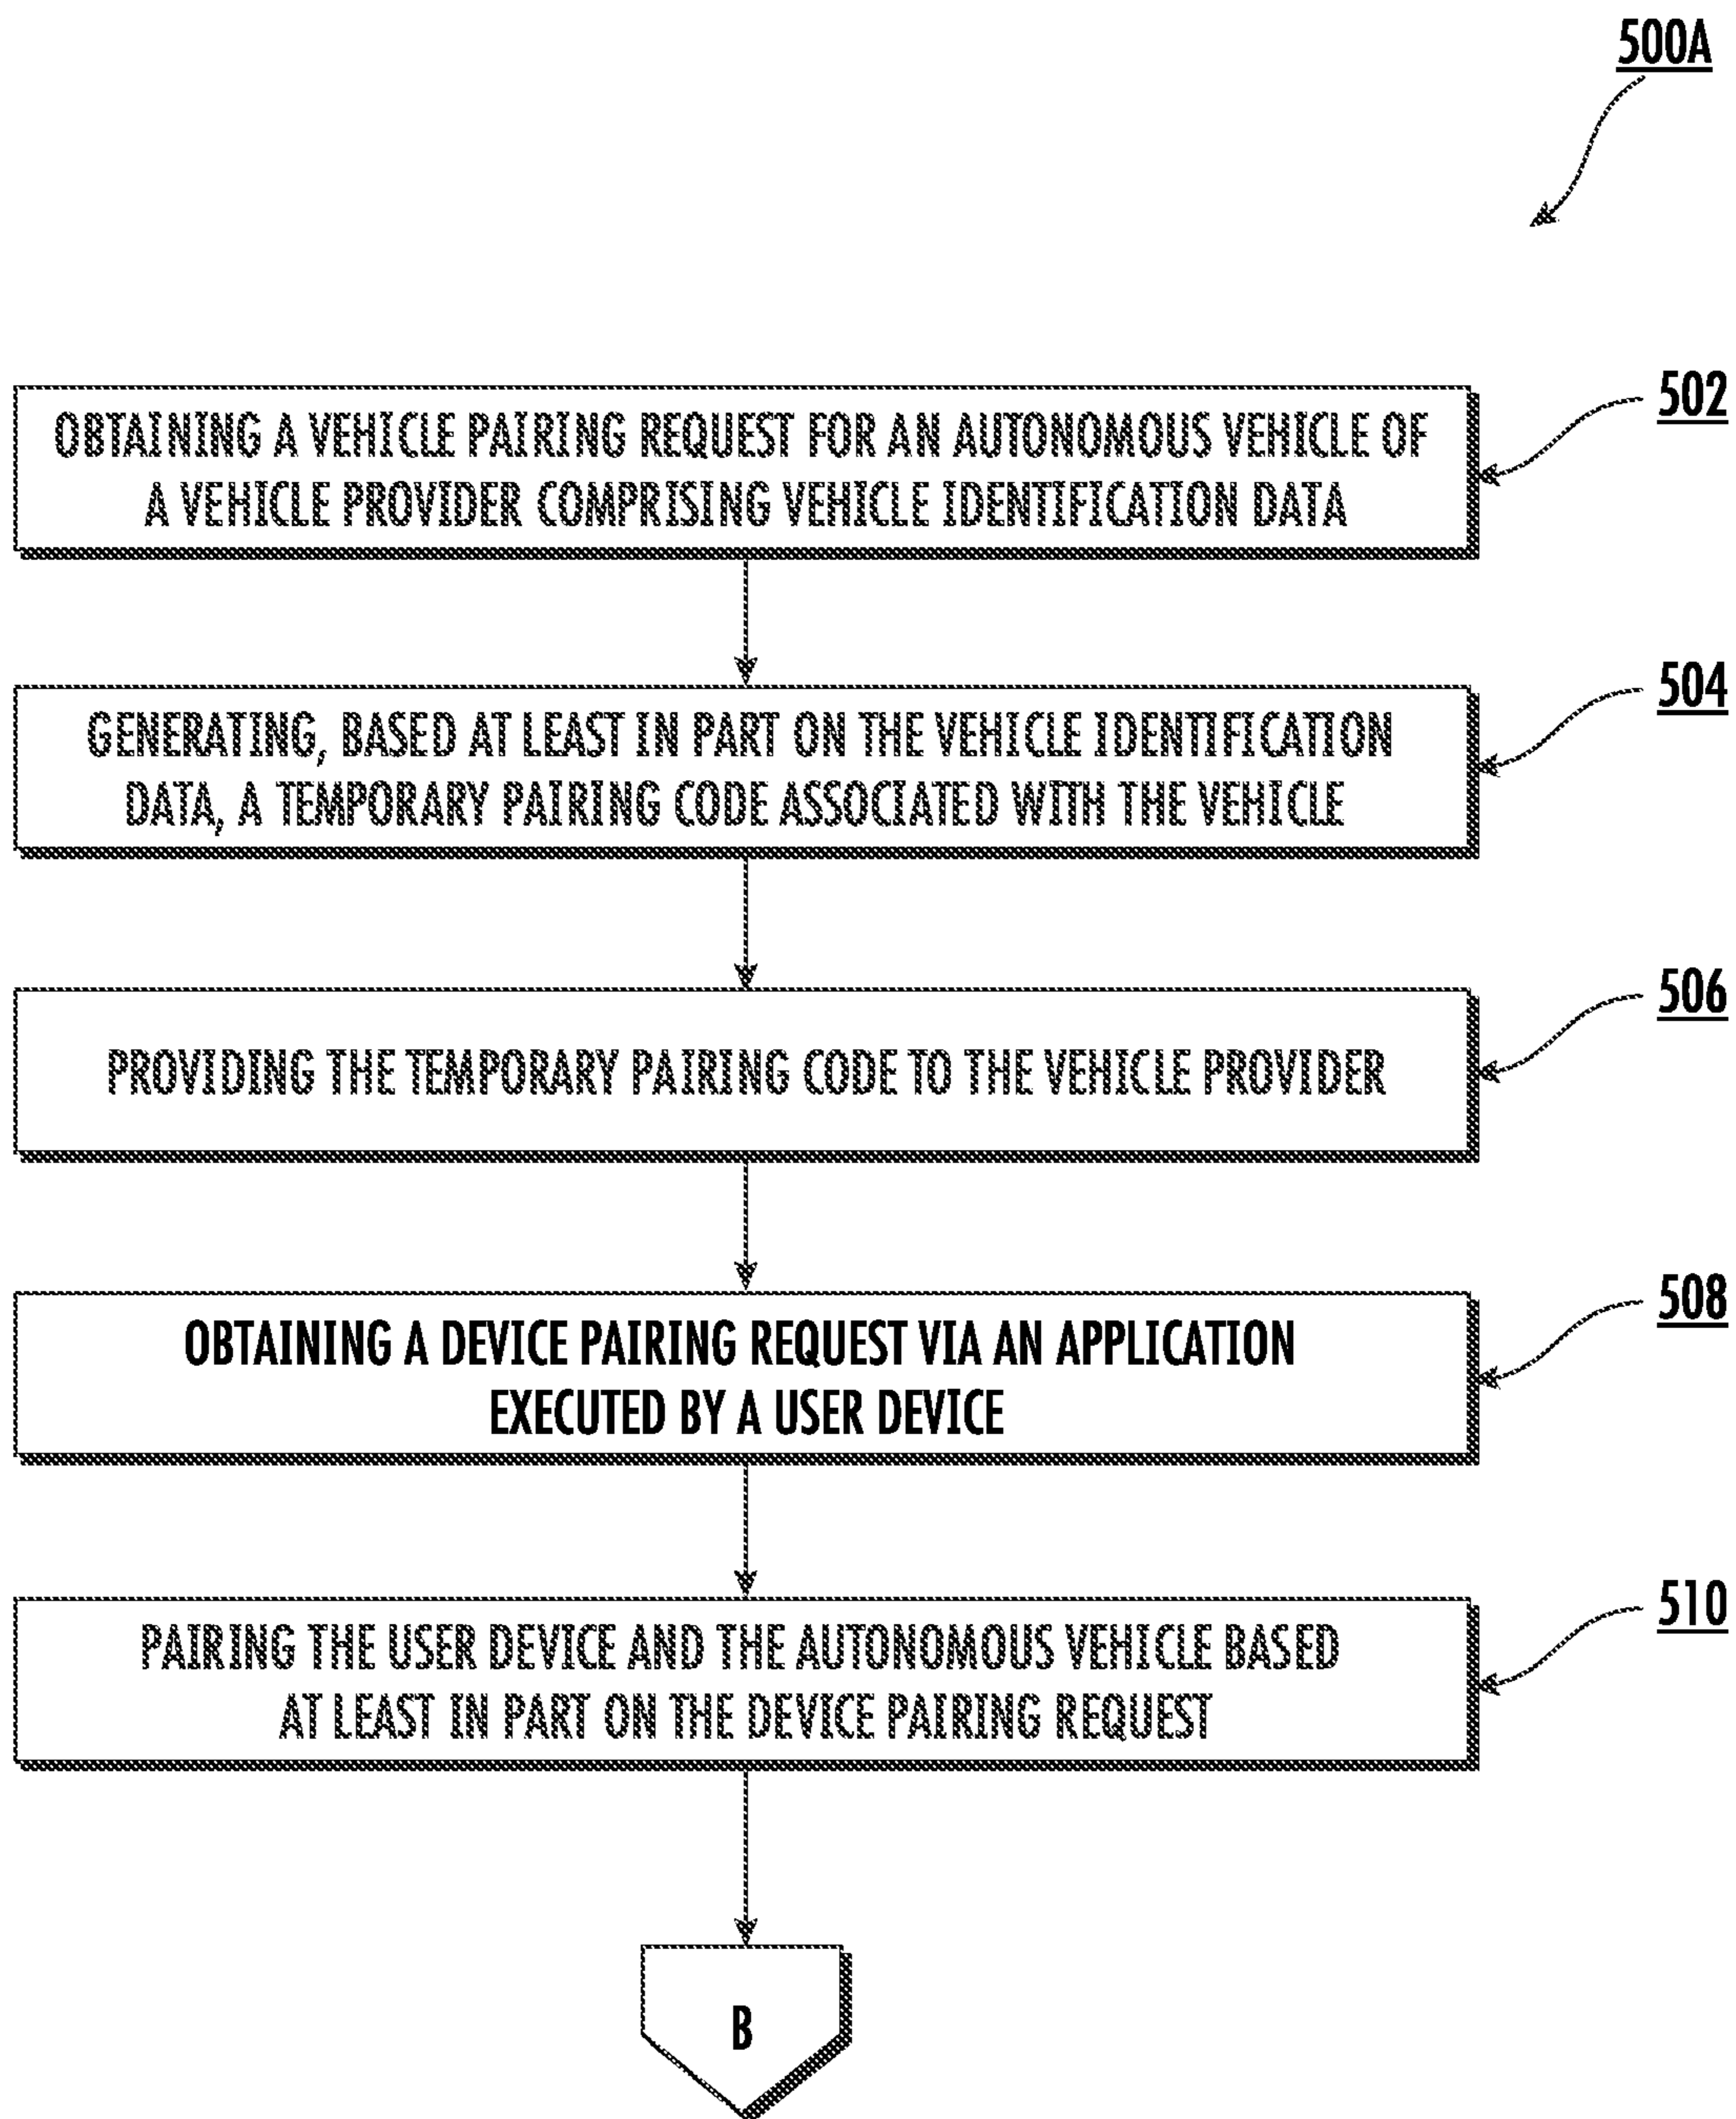 500A
OBTAINING A VEHICLE PAIRING REQUEST FOR AN AUTONOMOUS VEHICLE OF
A VEHICLE PROVIDER COMPRISING VEHICLE IDENTIFICATION DATA
502
GENERATING, BASED AT LEAST IN PART ON THE VEHICLE IDENTIFICATION
DATA, A TEMPORARY PAIRING CODE ASSOCIATED WITH THE VEHICLE
504
PROVIDING THE TEMPORARY PAIRING CODE TO THE VEHICLE PROVIDER
506
OBTAINING A DEVICE PAIRING REQUEST VIA AN APPLICATION
EXECUTED BY A USER DEVICE
508
PAIRING THE USER DEVICE AND THE AUTONOMOUS VEHICLE BASED
AT LEAST IN PART ON THE DEVICE PAIRING REQUEST
510
B